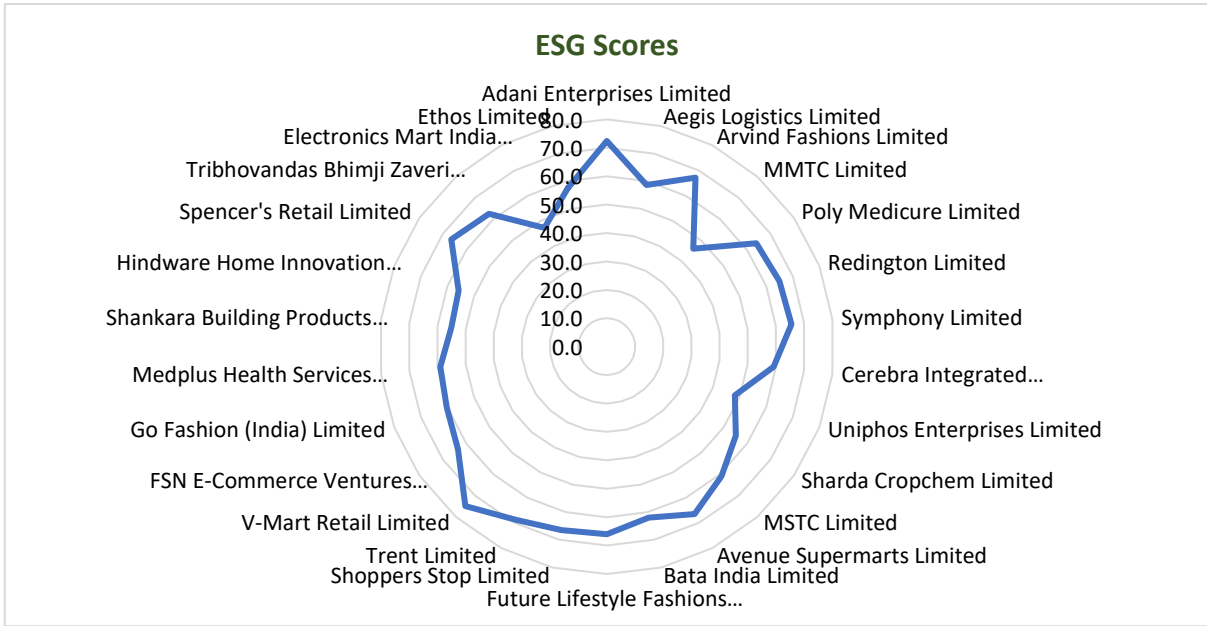 ESG Scores
Adani Enterprises Limited
Aegis Logistics Limited
Arvind Fashions Limited
MMTC Limited
Poly Medicure Limited
Redington Limited
Symphony Limited
Cerebra Integrated...
Uniphos Enterprises Limited
Sharda Cropchem Limited
MSTC Limited
Avenue Supermarts Limited
Bata India Limited
Future Lifestyle Fashions...
Shoppers Stop Limited
Trent Limited
V-Mart Retail Limited
FSN E-Commerce Ventures...
Go Fashion (India) Limited
Medplus Health Services...
Shankara Building Products...
Hindware Home Innovation...
Spencer's Retail Limited
Tribhovandas Bhimji Zaveri...
Electronics Mart India...
Ethos Limited
80.0
70.0
60.0
50.0
40.0
30.0
20.0
10.0
0.0